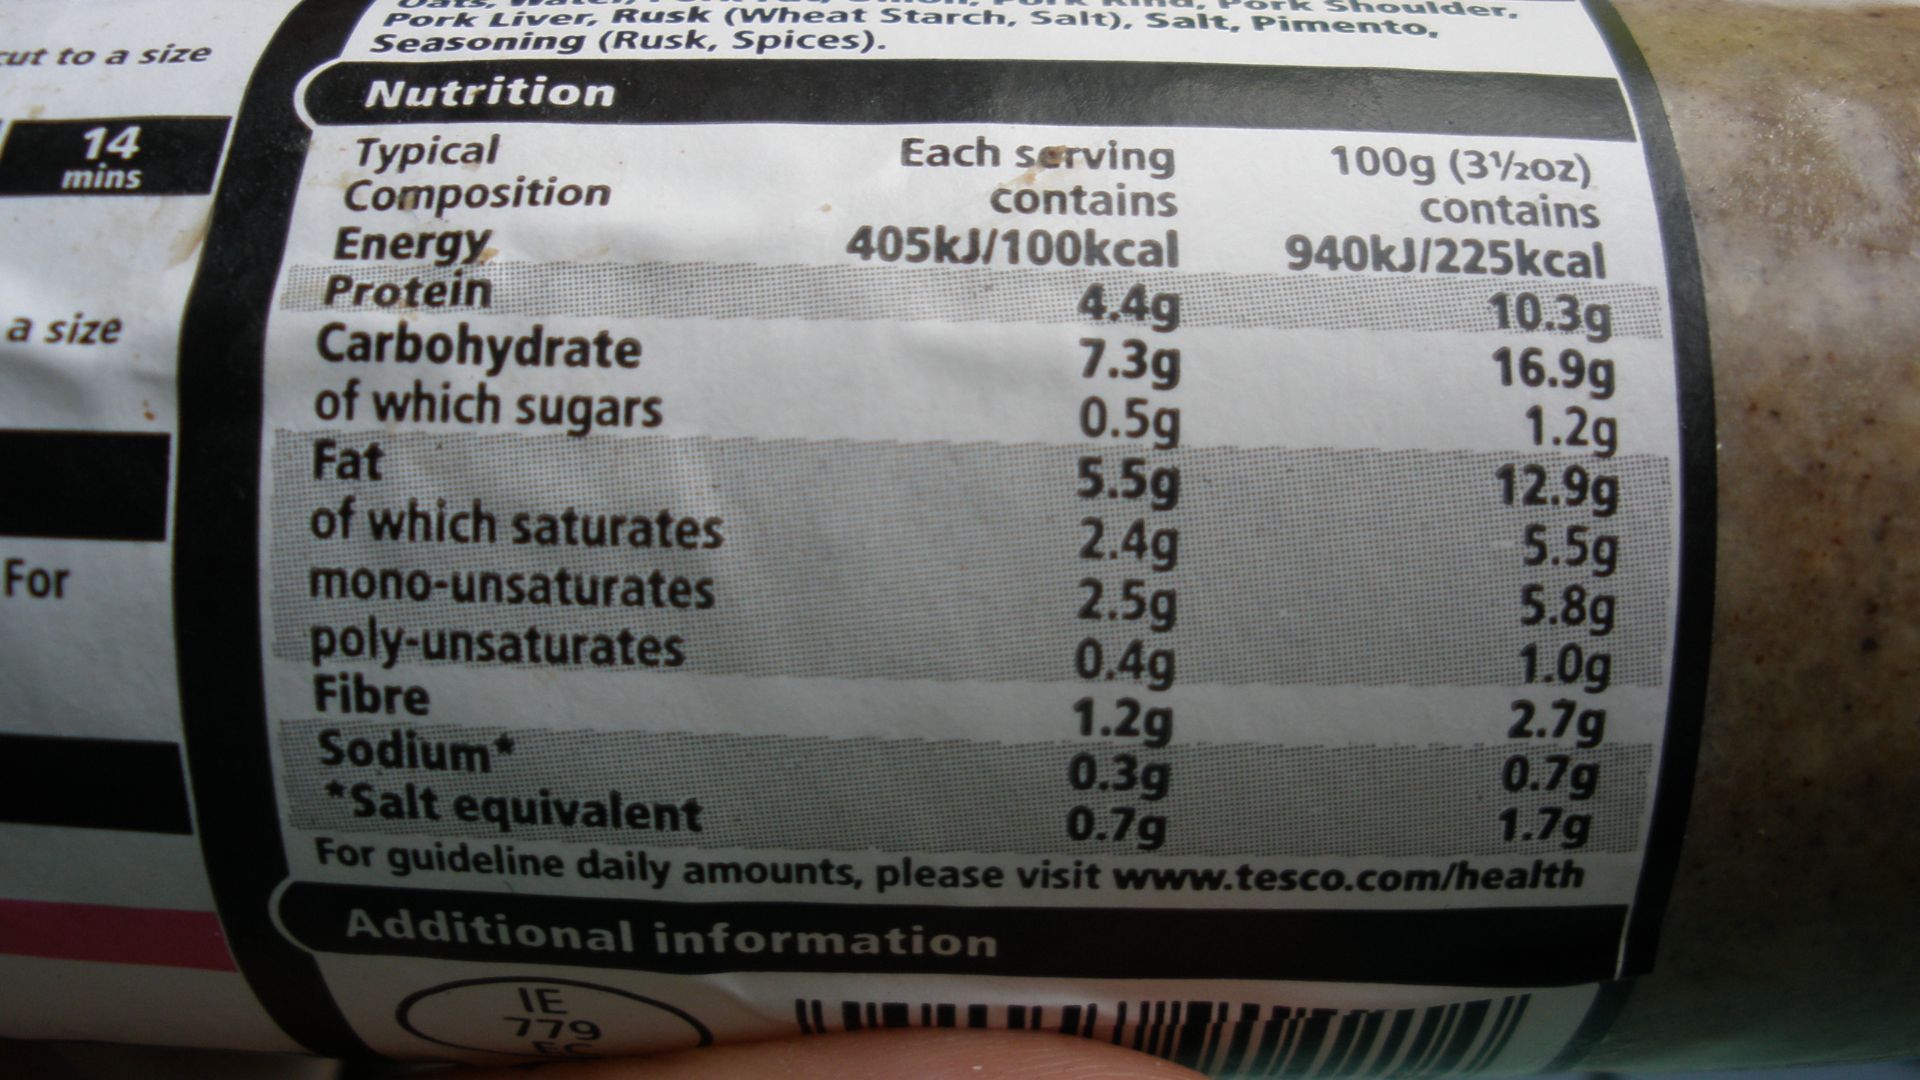 Oats, Water, Pork Shoulder,
Pork Liver, Rusk (Wheat Starch, Salt), Salt, Pimento,
Seasoning (Rusk, Spices).
cut to a size
14
mins
a size
For
Nutrition
Typical Composition Each serving contains 100g (3½oz) contains
Energy 405kJ/100kcal 940kJ/225kcal
Protein 4.4g 10.3g
Carbohydrate 7.3g 16.9g
of which sugars 0.5g 1.2g
Fat 5.5g 12.9g
of which saturates 2.4g 5.5g
mono-unsaturates 2.5g 5.8g
poly-unsaturates 0.4g 1.0g
Fibre 1.2g 2.7g
Sodium* 0.3g 0.7g
*Salt equivalent 0.7g 1.7g
For guideline daily amounts, please visit www.tesco.com/health
Additional information
IE
779
EC